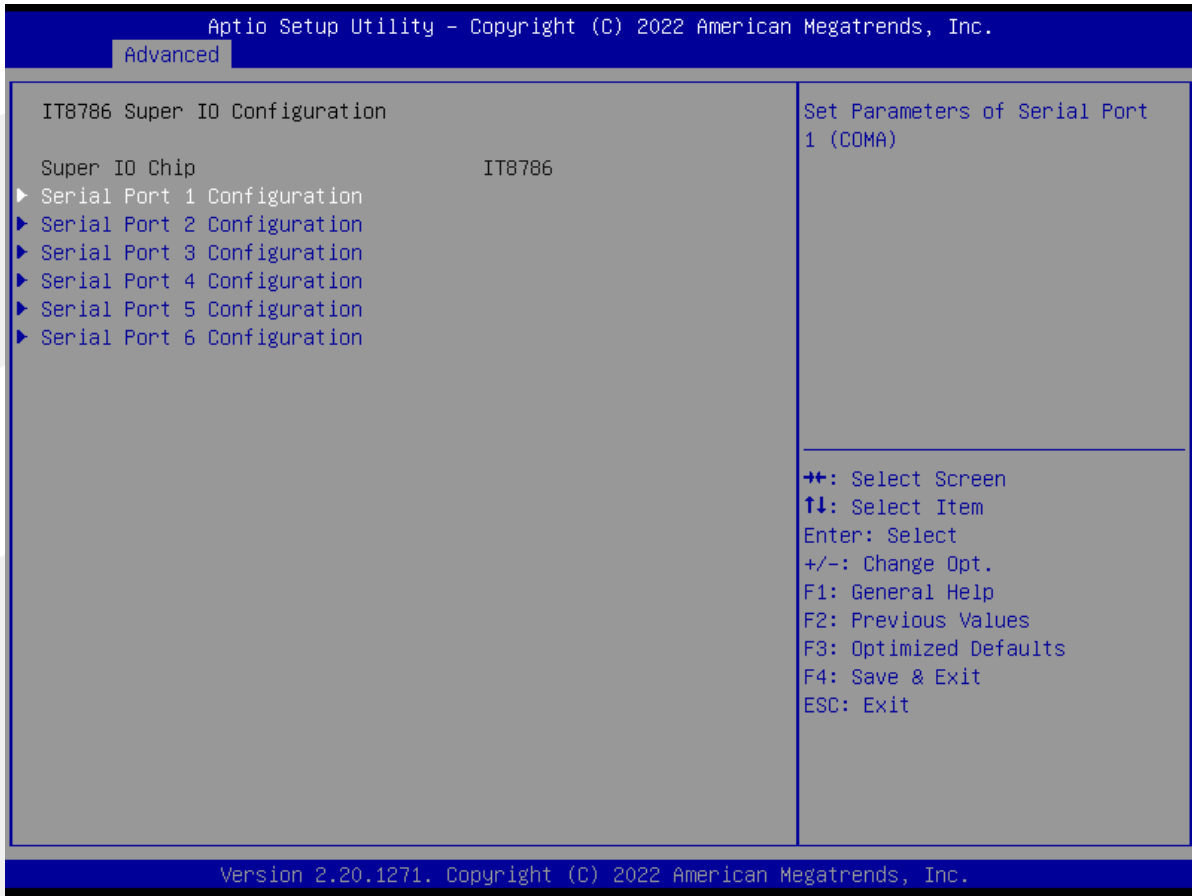 Aptio Setup Utility – Copyright (C) 2022 American Megatrends, Inc.
Advanced
IT8786 Super IO Configuration
Super IO Chip IT8786
▶ Serial Port 1 Configuration
▶ Serial Port 2 Configuration
▶ Serial Port 3 Configuration
▶ Serial Port 4 Configuration
▶ Serial Port 5 Configuration
▶ Serial Port 6 Configuration
Set Parameters of Serial Port
1 (COMA)
→←: Select Screen
↑↓: Select Item
Enter: Select
+/-: Change Opt.
F1: General Help
F2: Previous Values
F3: Optimized Defaults
F4: Save & Exit
ESC: Exit
Version 2.20.1271. Copyright (C) 2022 American Megatrends, Inc.